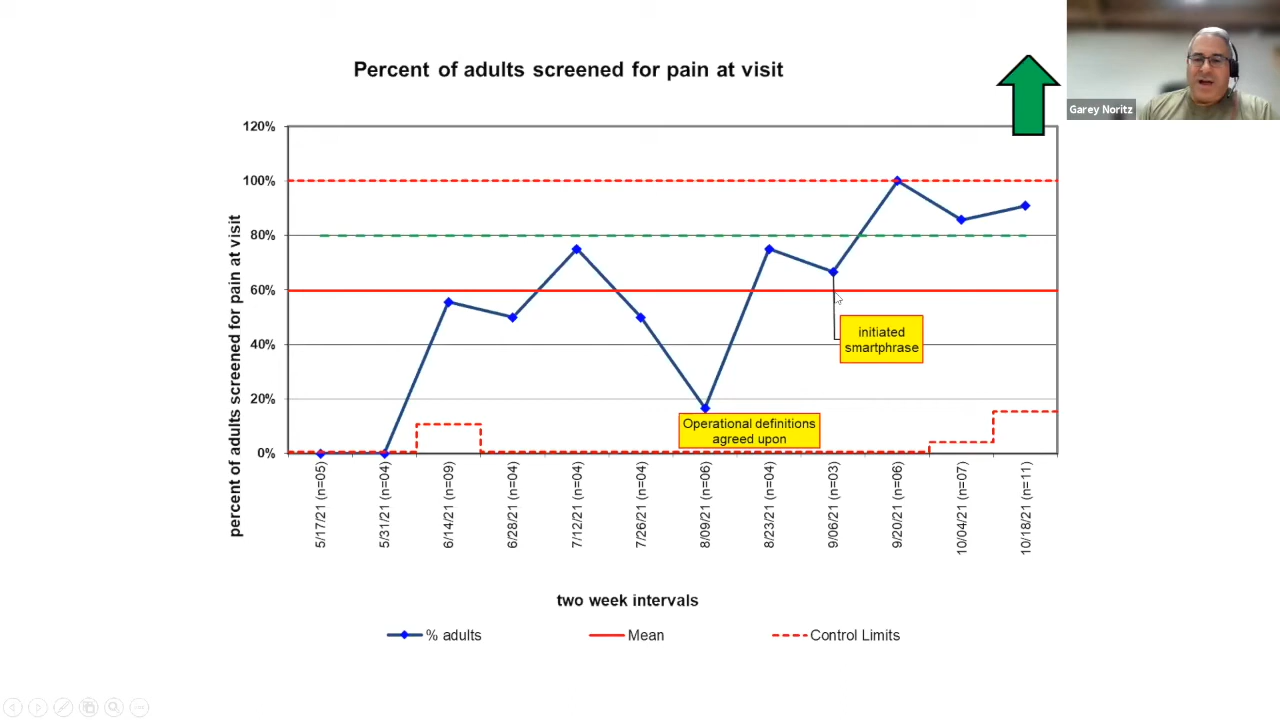 Percent of adults screened for pain at visit
Garey Noritz
percent of adults screened for pain at visit
120%
100%
80%
60%
40%
20%
0%
initiated
smartphrase
Operational definitions
agreed upon
5/17/21 (n=05)
5/31/21 (n=04)
6/14/21 (n=09)
6/28/21 (n=04)
7/12/21 (n=04)
7/26/21 (n=04)
8/09/21 (n=06)
8/23/21 (n=04)
9/06/21 (n=03)
9/20/21 (n=06)
10/04/21 (n=07)
10/18/21 (n=11)
two week intervals
% adults
Mean
Control Limits